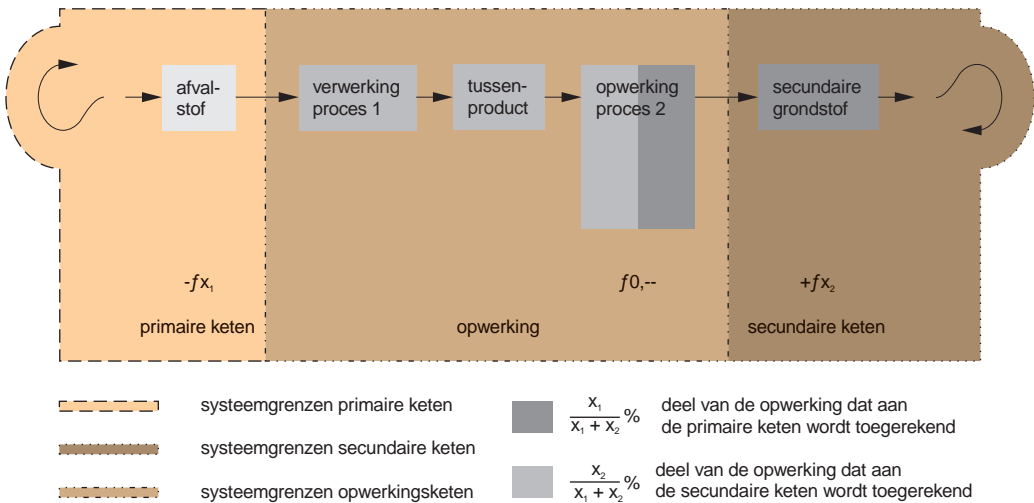 afval-
stof
verwerking
proces 1
tussen-
product
opwerking
proces 2
secundaire
grondstof
-ƒx₁
ƒ0,--
+ƒx₂
primaire keten
opwerking
secundaire keten
systeemgrenzen primaire keten
systeemgrenzen secundaire keten
systeemgrenzen opwerkingsketen
x₁
x₁ + x₂ %
deel van de opwerking dat aan
de primaire keten wordt toegerekend
x₂
x₁ + x₂ %
deel van de opwerking dat aan
de secundaire keten wordt toegerekend